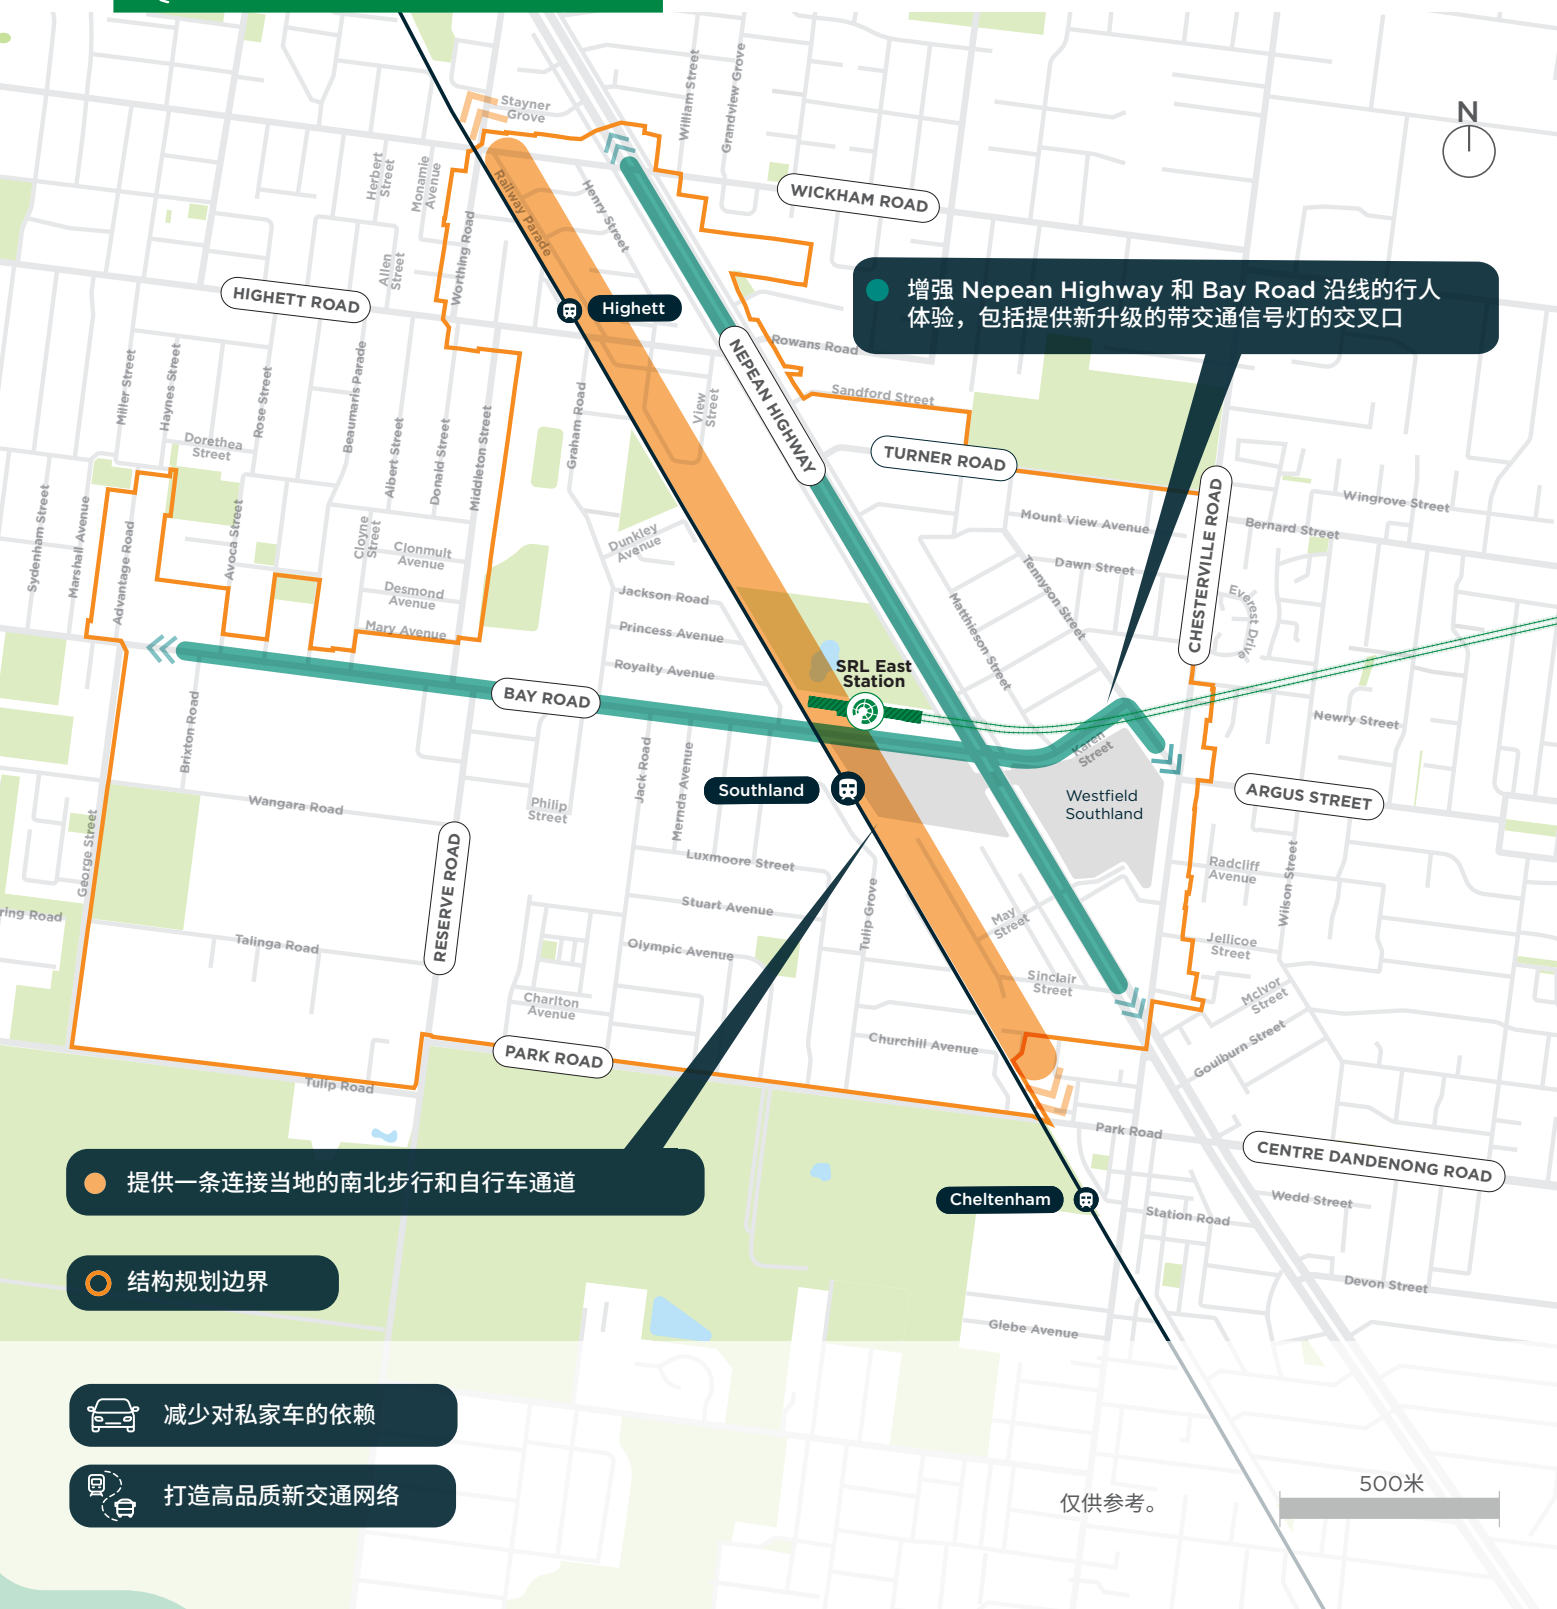 Stayner
Grove
William Street
Grandview Grove
N
Herbert
Street
Monamie
Avenue
Railway Parade
Henry Street
WICKHAM ROAD
Worthing Road
Allen
Street
HIGHETT ROAD
Highett
增强 Nepean Highway 和 Bay Road 沿线的行人
体验，包括提供新升级的带交通信号灯的交叉口
NEPEAN HIGHWAY
Rowans Road
Sandford Street
Miller Street
Haynes Street
Rose Street
Beaumaris Parade
Dorethea
Street
Albert Street
Donald Street
Middleton Street
Graham Road
View
Street
TURNER ROAD
CHESTERVILLE ROAD
Wingrove Street
Bernard Street
Mount View Avenue
Dawn Street
Tennyson Street
Matthieson Street
Everest Drive
Sydenham Street
Marshall Avenue
Advantage Road
Avoca Street
Cloyne
Street
Clonmult
Avenue
Desmond
Avenue
Mary Avenue
Dunkley
Avenue
Jackson Road
Princess Avenue
Royalty Avenue
SRL East
Station
BAY ROAD
Brixton Road
Jack Road
Mernda Avenue
Karen
Street
Newry Street
Southland
Westfield
Southland
ARGUS STREET
Wangara Road
Philip
Street
George Street
RESERVE ROAD
Luxmoore Street
Stuart Avenue
Olympic Avenue
Tulip Grove
May
Street
Radcliff
Avenue
Wilson Street
ring Road
Talinga Road
Jellicoe
Street
Sinclair
Street
McIvor
Street
Charlton
Avenue
Churchill Avenue
Goulburn Street
PARK ROAD
Tulip Road
Park Road
CENTRE DANDENONG ROAD
提供一条连接当地的南北步行和自行车通道
Cheltenham
Wedd Street
Station Road
结构规划边界
Devon Street
Glebe Avenue
减少对私家车的依赖
打造高品质新交通网络
仅供参考。
500米